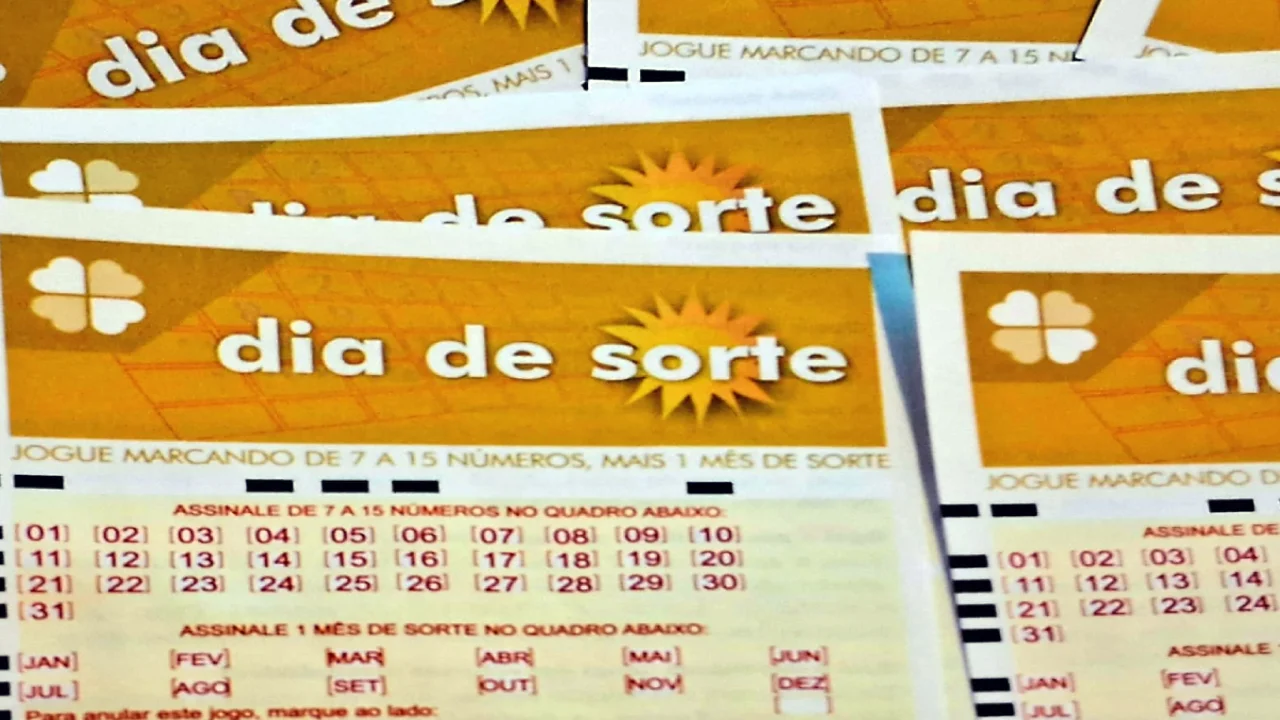 dia de s
OS, MAIS 1
JOGUE MARCANDO DE 7 A 15 N
JO
dia de sorte
dia de s
dia de sorte
JOGUE MARCANDO DE 7 A 15 NÚMEROS, MAIS 1 MÊS DE SORTE
ASSINALE DE 7 A 15 NÚMEROS NO QUADRO ABAIXO:
[01] [02] [03] [04] [05] [06] [07] [08] [09] [10]
[11] [12] [13] [14] [15] [16] [17] [18] [19] [20]
[21] [22] [23] [24] [25] [26] [27] [28] [29] [30]
[31]
ASSINALE 1 MÊS DE SORTE NO QUADRO ABAIXO:
[JAN] [FEV] [MAR] [ABR] [MAI] [JUN]
[JUL] [AGO] [SET] [OUT] [NOV] [DEZ]
Para anular este jogo, marque ao lado: [ ]
dia
JOGUE MARCANDO D
ASSINALE DE
[01] [02] [03] [04]
[11] [12] [13] [14]
[21] [22] [23] [24]
[31]
ASSINALE
[JAN] [FEV]
[JUL] [AGO]